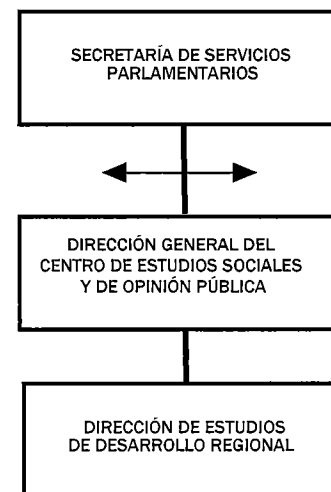 SECRETARÍA DE SERVICIOS
PARLAMENTARIOS
DIRECCIÓN GENERAL DEL
CENTRO DE ESTUDIOS SOCIALES
Y DE OPINIÓN PÚBLICA
DIRECCIÓN DE ESTUDIOS
DE DESARROLLO REGIONAL